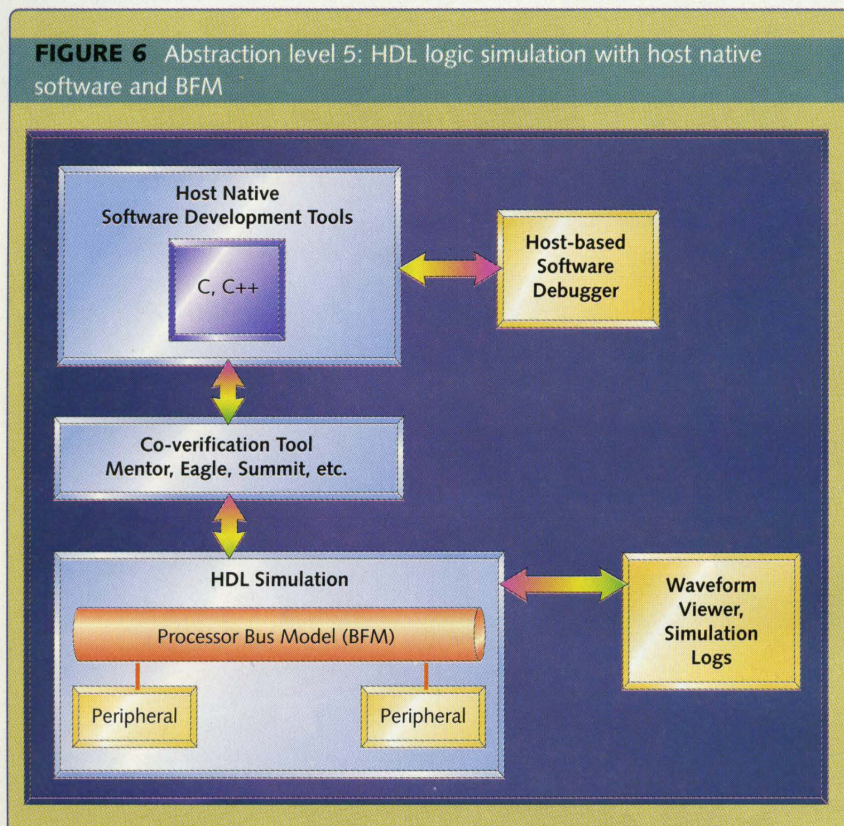 FIGURE 6 Abstraction level 5: HDL logic simulation with host native
software and BFM
Host Native
Software Development Tools
C, C++
Host-based
Software
Debugger
Co-verification Tool
Mentor, Eagle, Summit, etc.
HDL Simulation
Processor Bus Model (BFM)
Peripheral
Peripheral
Waveform
Viewer,
Simulation
Logs